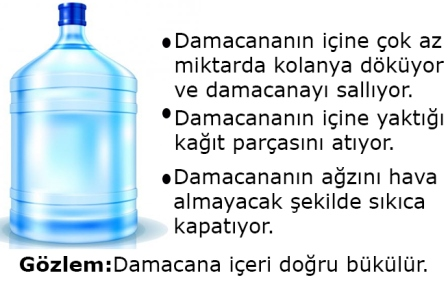 •Damacananın içine çok az
miktarda kolanya döküyor
ve damacanayı sallıyor.
•Damacananın içine yaktığı
kağıt parçasını atıyor.
•Damacananın ağzını hava
almayacak şekilde sıkıca
kapatıyor.
Gözlem:Damacana içeri doğru bükülür.